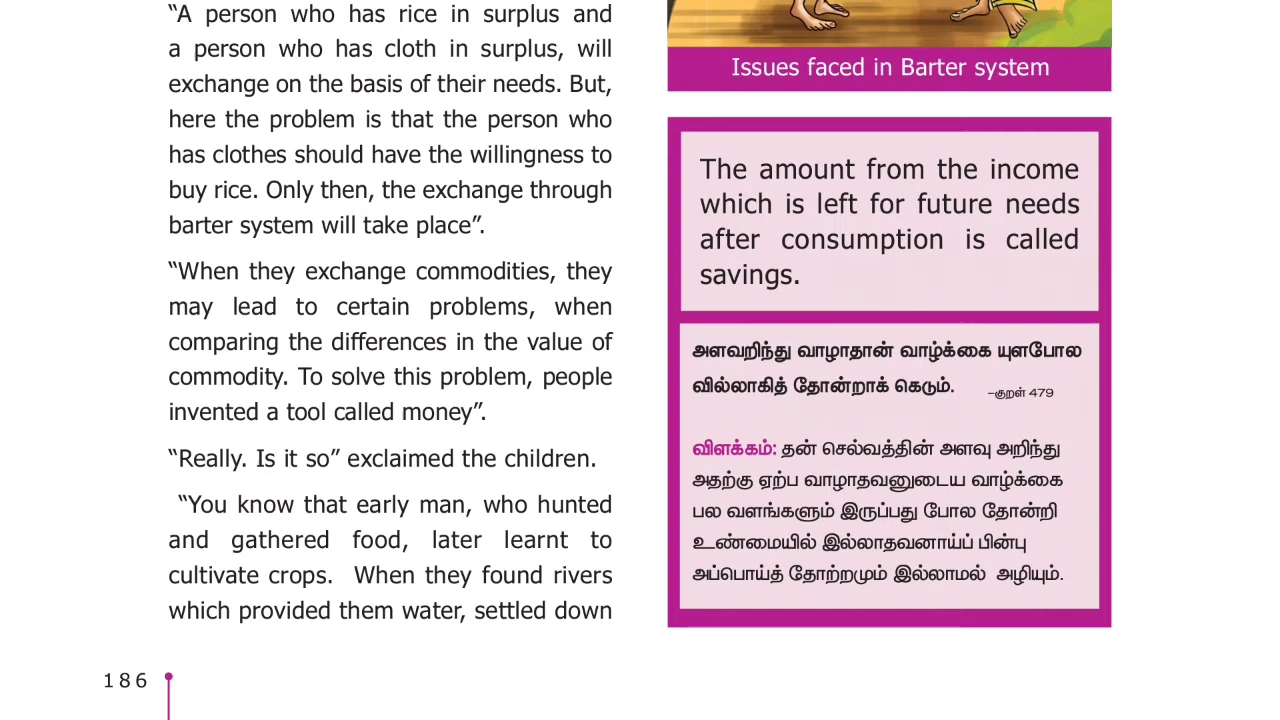 “A person who has rice in surplus and
a person who has cloth in surplus, will
exchange on the basis of their needs. But,
here the problem is that the person who
has clothes should have the willingness to
buy rice. Only then, the exchange through
barter system will take place”.
“When they exchange commodities, they
may lead to certain problems, when
comparing the differences in the value of
commodity. To solve this problem, people
invented a tool called money”.
“Really. Is it so” exclaimed the children.
“You know that early man, who hunted
and gathered food, later learnt to
cultivate crops. When they found rivers
which provided them water, settled down
Issues faced in Barter system
The amount from the income
which is left for future needs
after consumption is called
savings.
அளவறிந்து வாழாதான் வாழ்க்கை யுளபோல
வில்லாகித் தோன்றாக் கெடும்.
–குறள் 479
விளக்கம்: தன் செல்வத்தின் அளவு அறிந்து
அதற்கு ஏற்ப வாழாதவனுடைய வாழ்க்கை
பல வளங்களும் இருப்பது போல தோன்றி
உண்மையில் இல்லாதவனாய்ப் பின்பு
அப்பொய்த் தோற்றமும் இல்லாமல் அழியும்.
186